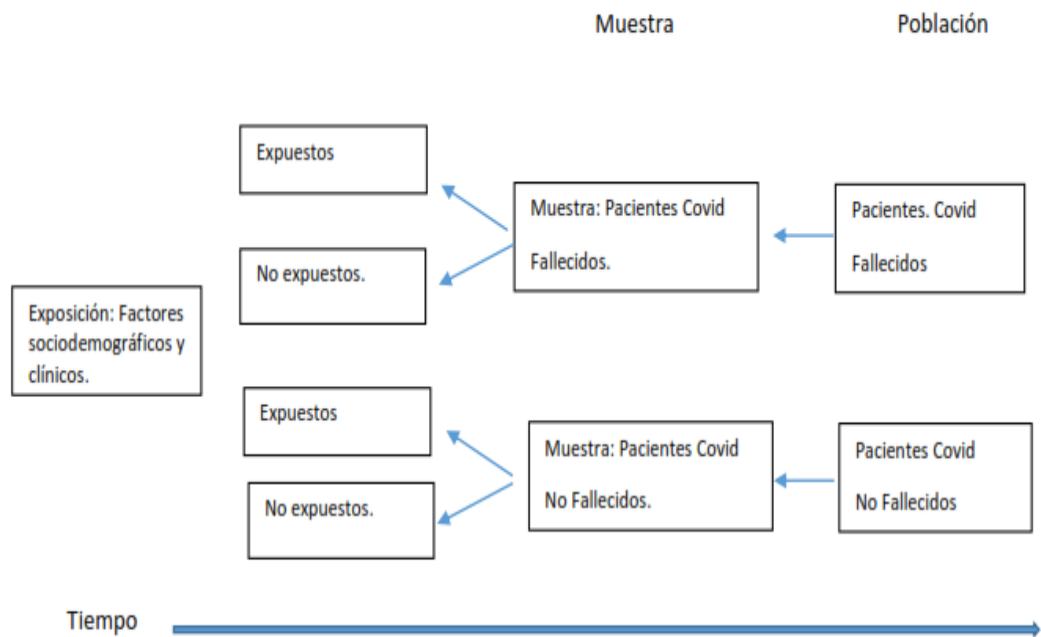 Muestra
Población
Expuestos
No expuestos.
Exposición: Factores
sociodemográficos y
clínicos.
Muestra: Pacientes Covid
Fallecidos.
Pacientes. Covid
Fallecidos
Expuestos
No expuestos.
Muestra: Pacientes Covid
No Fallecidos.
Pacientes Covid
No Fallecidos
Tiempo